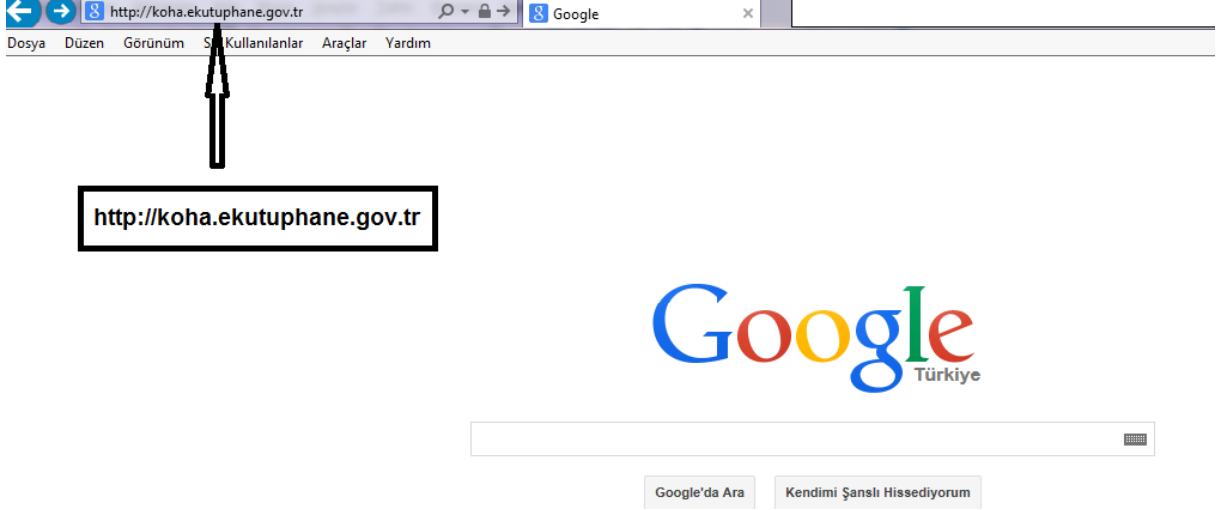 http://koha.ekutuphane.gov.tr
Google
Dosya Düzen Görünüm Kullanılanlar Araçlar Yardım
http://koha.ekutuphane.gov.tr
Google
Türkiye
Google'da Ara Kendimi Şanslı Hissediyorum